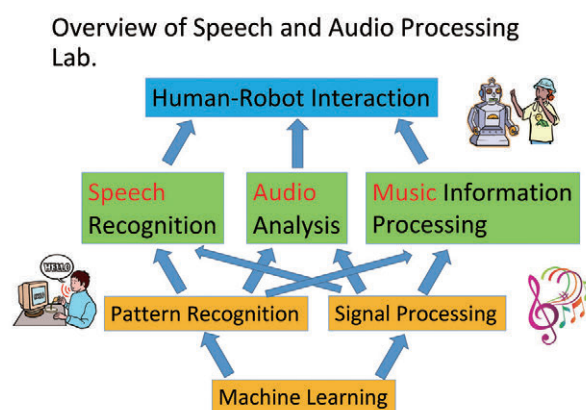 Overview of Speech and Audio Processing
Lab.
Human-Robot Interaction
Speech
Recognition
Audio
Analysis
Music Information
Processing
HELLO
Pattern Recognition
Signal Processing
Machine Learning